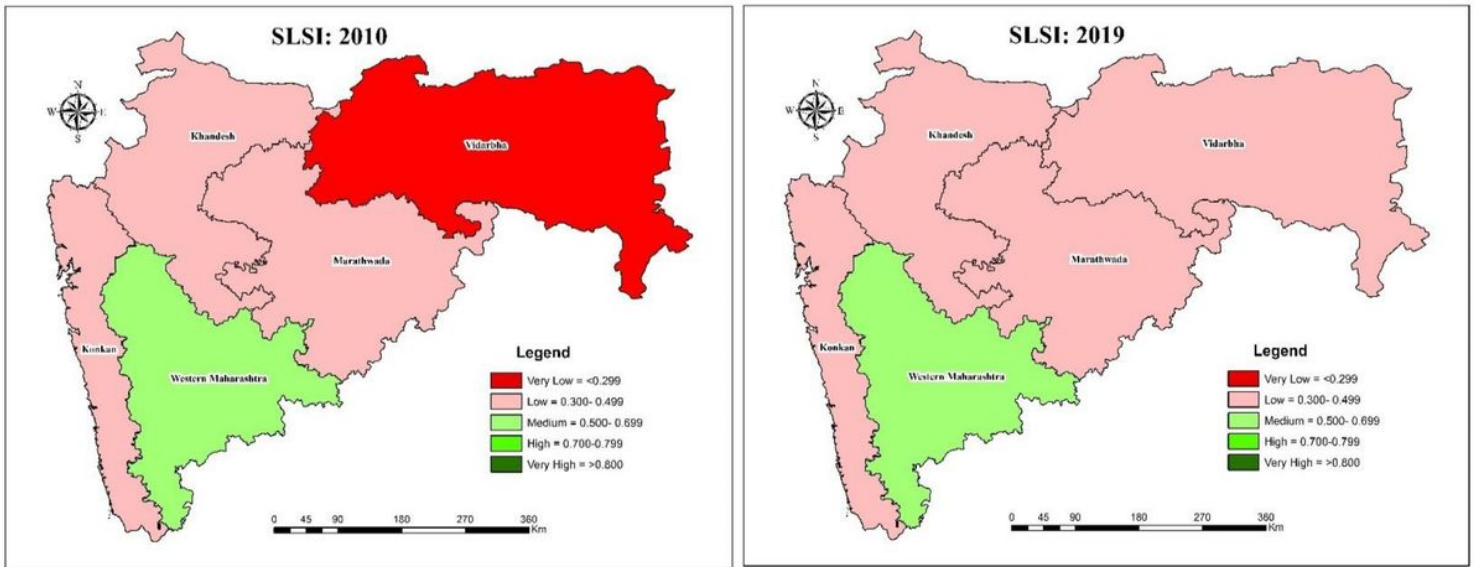 SLSI: 2010
N
W E
S
Khandesh
Vidarbha
Marathwada
Konkan
Western Maharashtra
Legend
Very Low = <0.299
Low = 0.300- 0.499
Medium = 0.500- 0.699
High = 0.700-0.799
Very High = >0.800
0 45 90 180 270 360
Km
SLSI: 2019
N
W E
S
Khandesh
Vidarbha
Marathwada
Konkan
Western Maharashtra
Legend
Very Low = <0.299
Low = 0.300- 0.499
Medium = 0.500- 0.699
High = 0.700-0.799
Very High = >0.800
0 45 90 180 270 360
Km